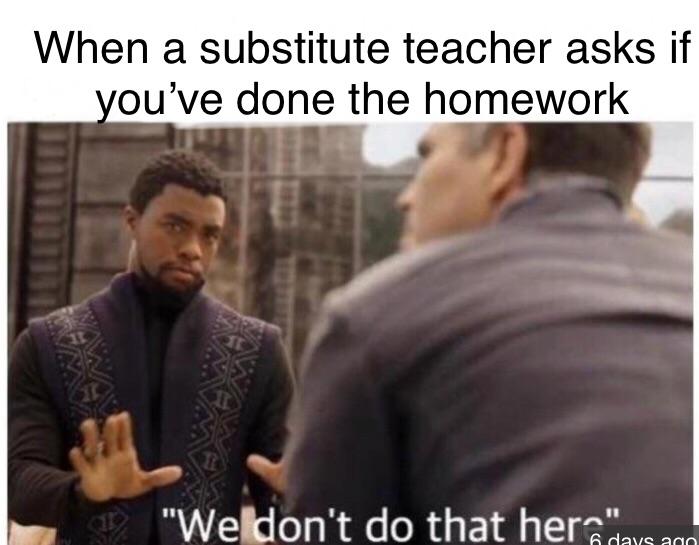 When a substitute teacher asks if
you’ve done the homework
"We don't do that here"
6 days ago